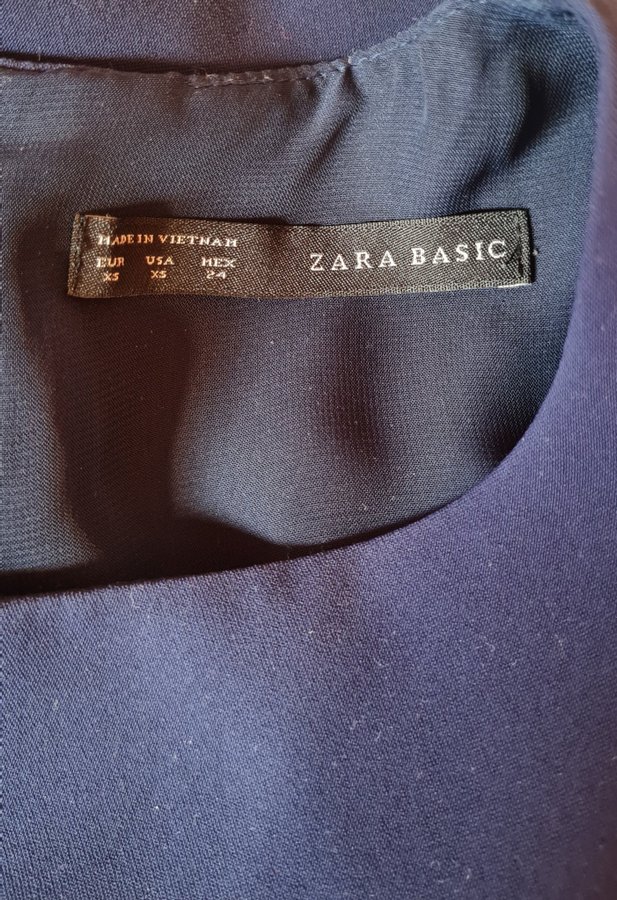 MADE IN VIETNAM
EUR USA MEX
XS XS 24
ZARA BASIC